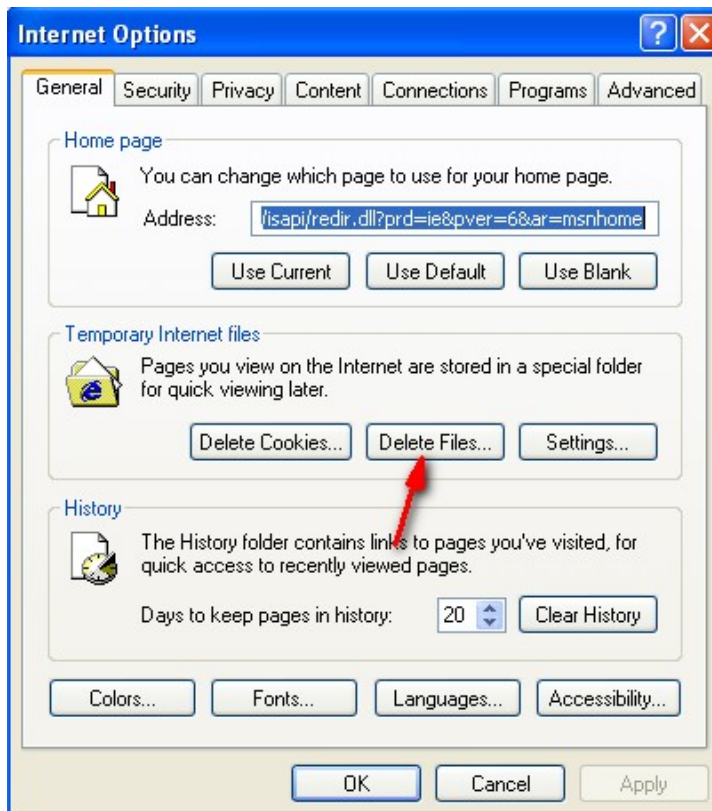 Internet Options
General Security Privacy Content Connections Programs Advanced
Home page
You can change which page to use for your home page.
Address: /isapi/redir.dll?prd=ie&pver=6&ar=msnhome
Use Current Use Default Use Blank
Temporary Internet files
Pages you view on the Internet are stored in a special folder
for quick viewing later.
Delete Cookies... Delete Files... Settings...
History
The History folder contains links to pages you've visited, for
quick access to recently viewed pages.
Days to keep pages in history: 20 Clear History
Colors... Fonts... Languages... Accessibility...
OK Cancel Apply